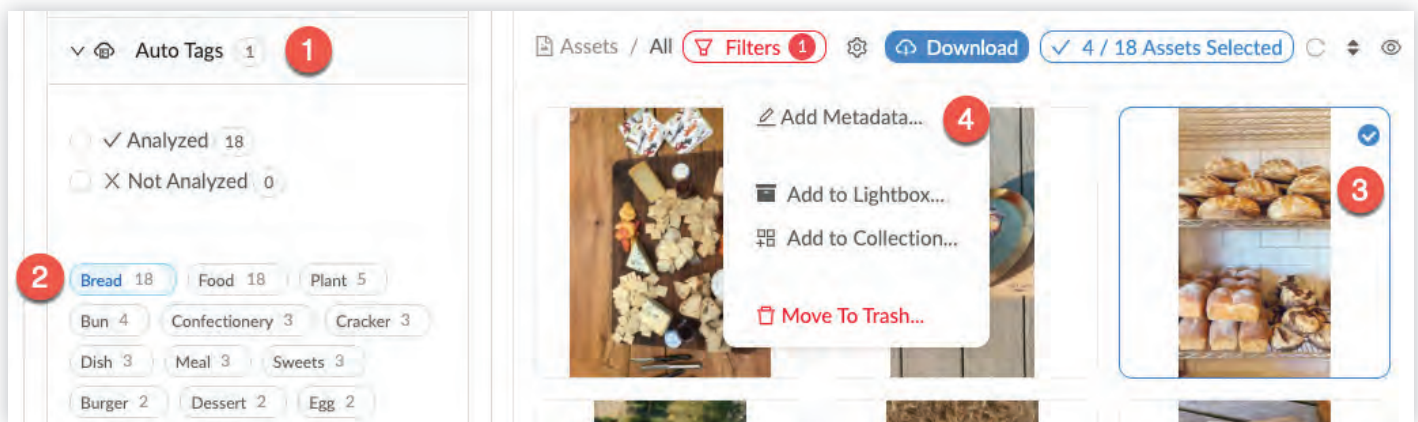 Auto Tags 1
1
Analyzed 18
Not Analyzed 0
2
Bread 18
Food 18
Plant 5
Bun 4
Confectionery 3
Cracker 3
Dish 3
Meal 3
Sweets 3
Burger 2
Dessert 2
Egg 2
Assets / All
Filters 1
Download
4 / 18 Assets Selected
Add Metadata...
4
Add to Lightbox...
Add to Collection...
Move To Trash...
3